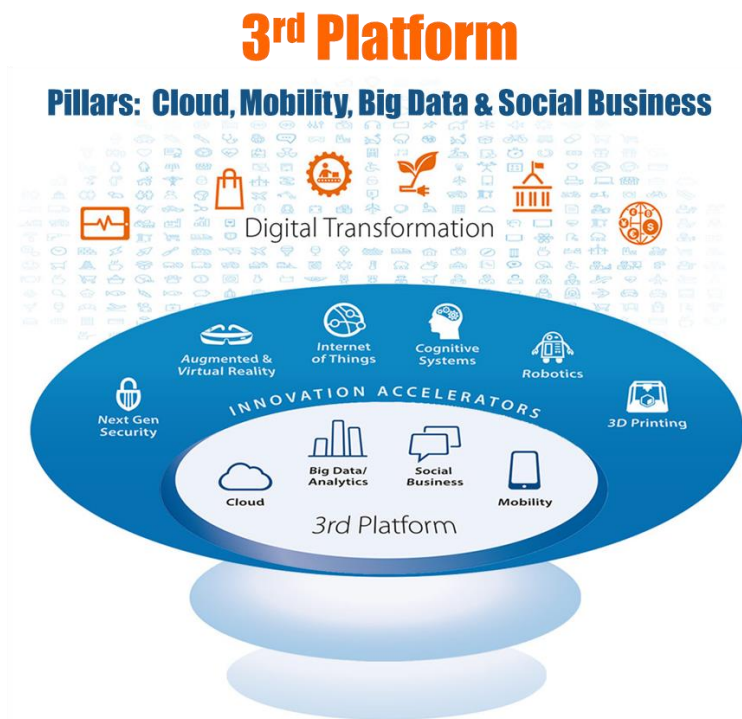 3rd Platform
Pillars: Cloud, Mobility, Big Data & Social Business
Digital Transformation
Augmented &
Virtual Reality
Internet
of Things
Cognitive
Systems
Robotics
Next Gen
Security
3D Printing
INNOVATION ACCELERATORS
Cloud
Big Data/
Analytics
Social
Business
Mobility
3rd Platform